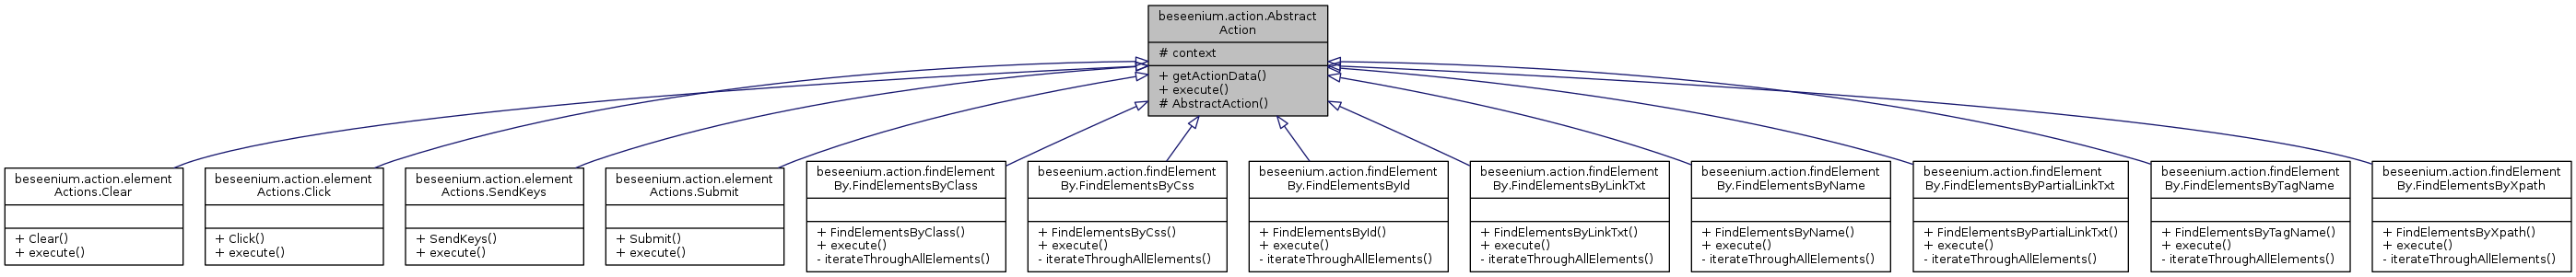 beseenium.action.Abstract
Action
# context
+ getActionData()
+ execute()
# AbstractAction()
beseenium.action.element
Actions.Clear
+ Clear()
+ execute()
beseenium.action.element
Actions.Click
+ Click()
+ execute()
beseenium.action.element
Actions.SendKeys
+ SendKeys()
+ execute()
beseenium.action.element
Actions.Submit
+ Submit()
+ execute()
beseenium.action.findElement
By.FindElementsByClass
+ FindElementsByClass()
+ execute()
- iterateThroughAllElements()
beseenium.action.findElement
By.FindElementsByCss
+ FindElementsByCss()
+ execute()
- iterateThroughAllElements()
beseenium.action.findElement
By.FindElementsById
+ FindElementsById()
+ execute()
- iterateThroughAllElements()
beseenium.action.findElement
By.FindElementsByLinkTxt
+ FindElementsByLinkTxt()
+ execute()
- iterateThroughAllElements()
beseenium.action.findElement
By.FindElementsByName
+ FindElementsByName()
+ execute()
- iterateThroughAllElements()
beseenium.action.findElement
By.FindElementsByPartialLinkTxt
+ FindElementsByPartialLinkTxt()
+ execute()
- iterateThroughAllElements()
beseenium.action.findElement
By.FindElementsByTagName
+ FindElementsByTagName()
+ execute()
- iterateThroughAllElements()
beseenium.action.findElement
By.FindElementsByXpath
+ FindElementsByXpath()
+ execute()
- iterateThroughAllElements()